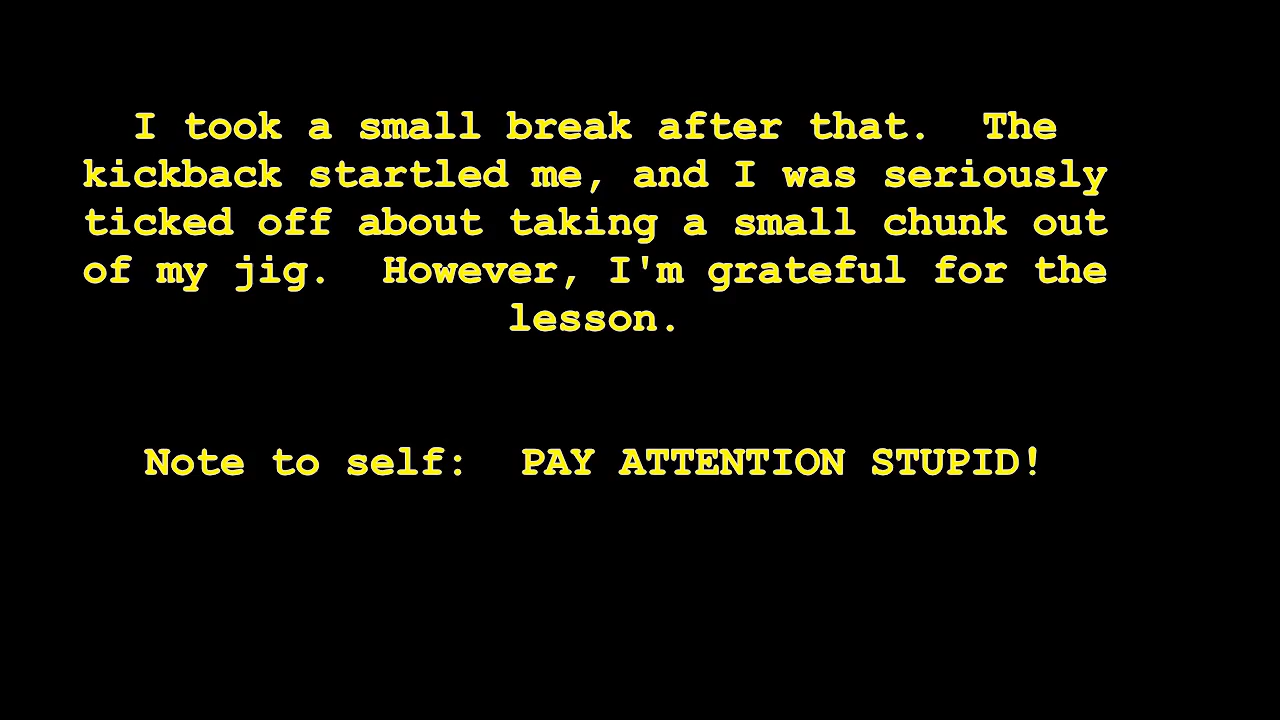 I took a small break after that.  The
kickback startled me, and I was seriously
ticked off about taking a small chunk out
of my jig.  However, I'm grateful for the
lesson.
Note to self:  PAY ATTENTION STUPID!